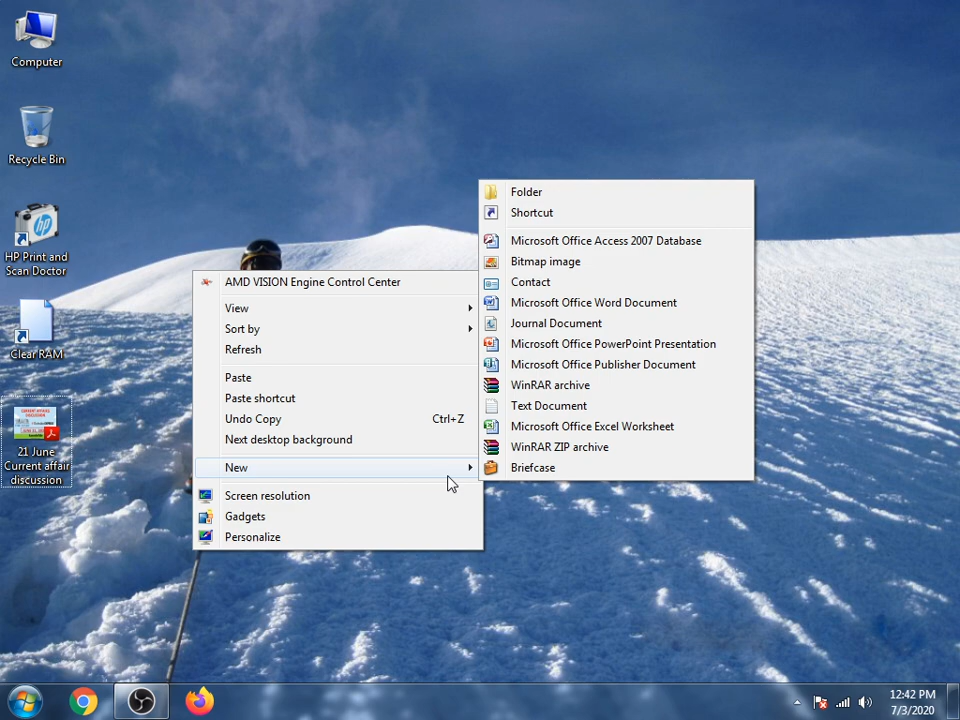 Computer
Recycle Bin
HP Print and
Scan Doctor
Clear RAM
21 June
Current affair
discussion
AMD VISION Engine Control Center
View
Sort by
Refresh
Paste
Paste shortcut
Undo Copy Ctrl+Z
Next desktop background
New
Screen resolution
Gadgets
Personalize
Folder
Shortcut
Microsoft Office Access 2007 Database
Bitmap image
Contact
Microsoft Office Word Document
Journal Document
Microsoft Office PowerPoint Presentation
Microsoft Office Publisher Document
WinRAR archive
Text Document
Microsoft Office Excel Worksheet
WinRAR ZIP archive
Briefcase
12:42 PM
7/3/2020